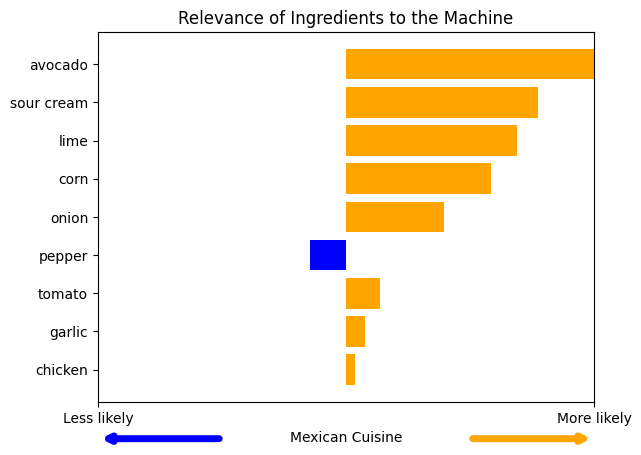 Relevance of Ingredients to the Machine
avocado
sour cream
lime
corn
onion
pepper
tomato
garlic
chicken
Less likely
More likely
Mexican Cuisine